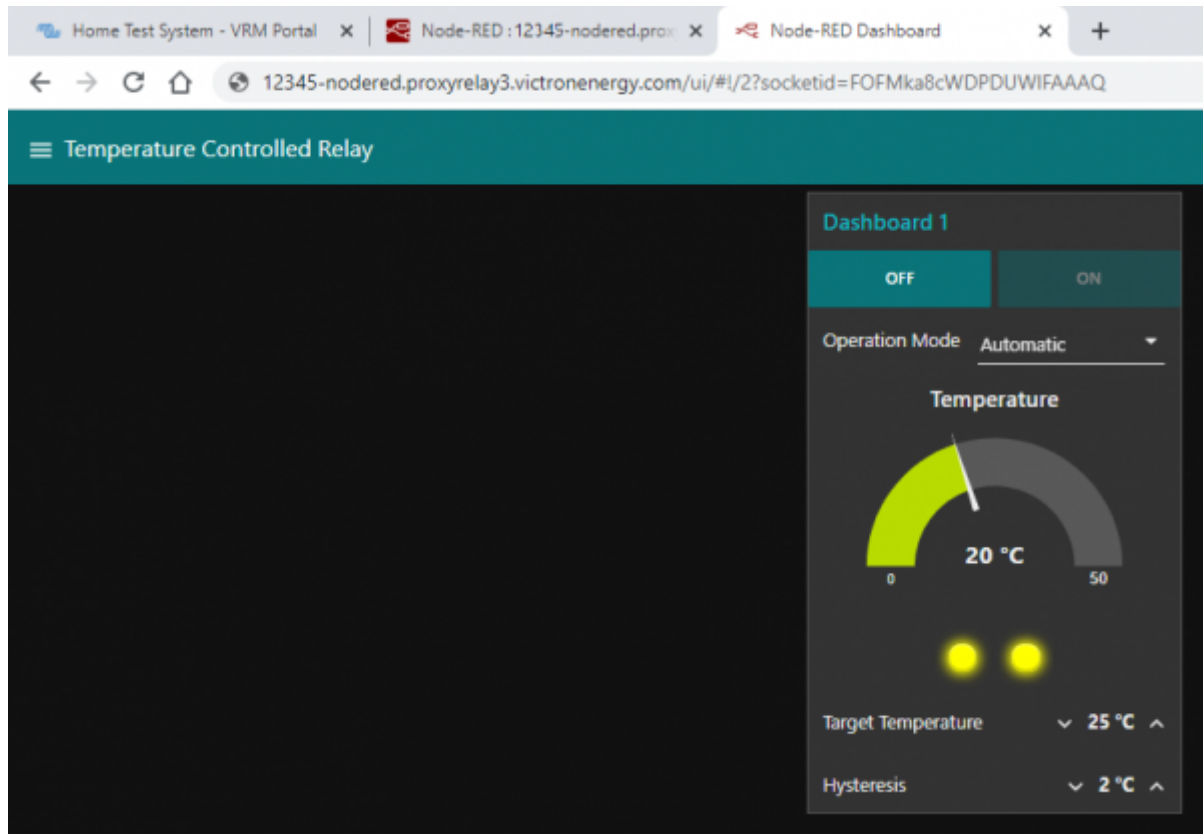 Home Test System - VRM Portal
Node-RED : 12345-nodered.prox
Node-RED Dashboard
12345-nodered.proxyrelay3.victronenergy.com/ui/#!/2?socketid=FOFMka8cWDPDUWIFAAAQ
Temperature Controlled Relay
Dashboard 1
OFF
ON
Operation Mode
Automatic
Temperature
20 °C
0
50
Target Temperature
25 °C
Hysteresis
2 °C